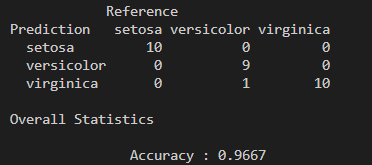 Reference
Prediction setosa versicolor virginica
setosa 10 0 0
versicolor 0 9 0
virginica 0 1 10
Overall Statistics
Accuracy : 0.9667